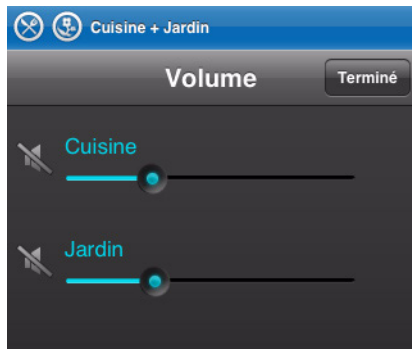 Cuisine + Jardin
Volume Terminé
Cuisine
Jardin